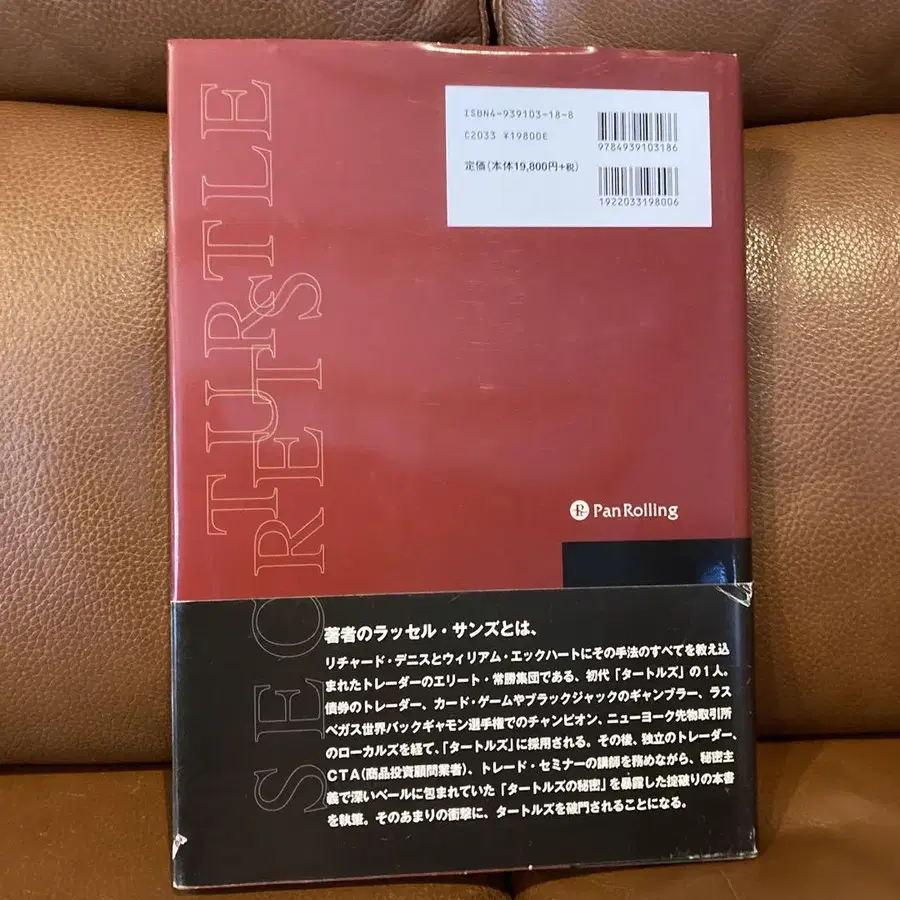 TURTLE
SECRETS
ISBN4-939103-18-8
C2033 ¥19800E
定価(本体19,800円+税)
9784939103186
1922033198006
PanRolling
著者のラッセル・サンズとは、
リチャード・デニスとウィリアム・エックハートにその手法のすべてを教え込
まれたトレーダーのエリート・常勝集団である、初代「タートルズ」の1人。
債券のトレーダー、カード・ゲームやブラックジャックのギャンブラー、ラス
ベガス世界バックギャモン選手権でのチャンピオン、ニューヨーク先物取引所
のローカルズを経て、「タートルズ」に採用される。その後、独立のトレーダー、
CTA(商品投資顧問業者)、トレード・セミナーの講師を務めながら、秘密主
義で深いベールに包まれていた「タートルズの秘密」を暴露した掟破りの本書
を執筆。そのあまりの衝撃に、タートルズを破門されることになる。